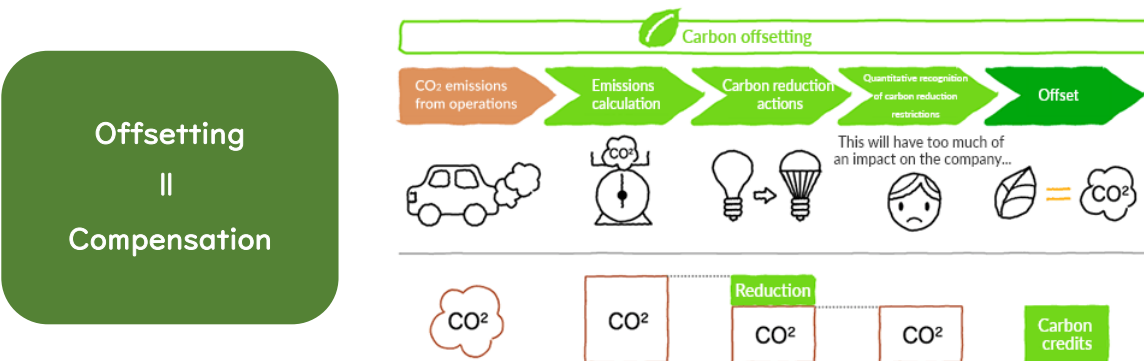 Offsetting
=
Compensation
Carbon offsetting
CO2 emissions
from operations
Emissions
calculation
Carbon reduction
actions
Quantitative recognition
of carbon reduction
restrictions
Offset
This will have too much of
an impact on the company...
CO²
=
CO²
Reduction
CO²
CO²
CO²
CO²
Carbon
credits